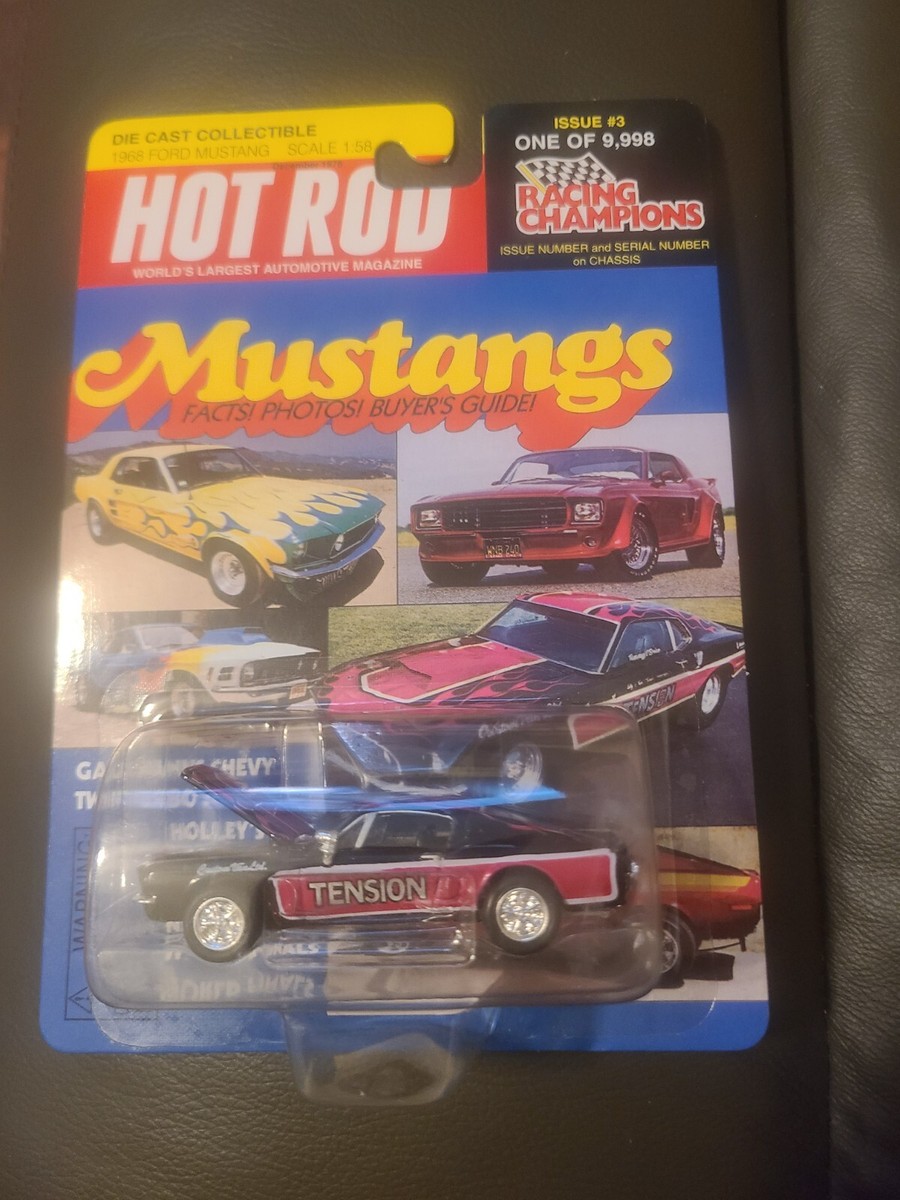 DIE CAST COLLECTIBLE
1968 FORD MUSTANG SCALE 1:58
HOT ROD
WORLD'S LARGEST AUTOMOTIVE MAGAZINE
ISSUE #3
ONE OF 9,998
RACING
CHAMPIONS
ISSUE NUMBER and SERIAL NUMBER
on CHASSIS
Mustangs
FACTS! PHOTOS! BUYER'S GUIDE!
TENSION
CHEVY
HOLLEY'S
WARNING:
TENSION